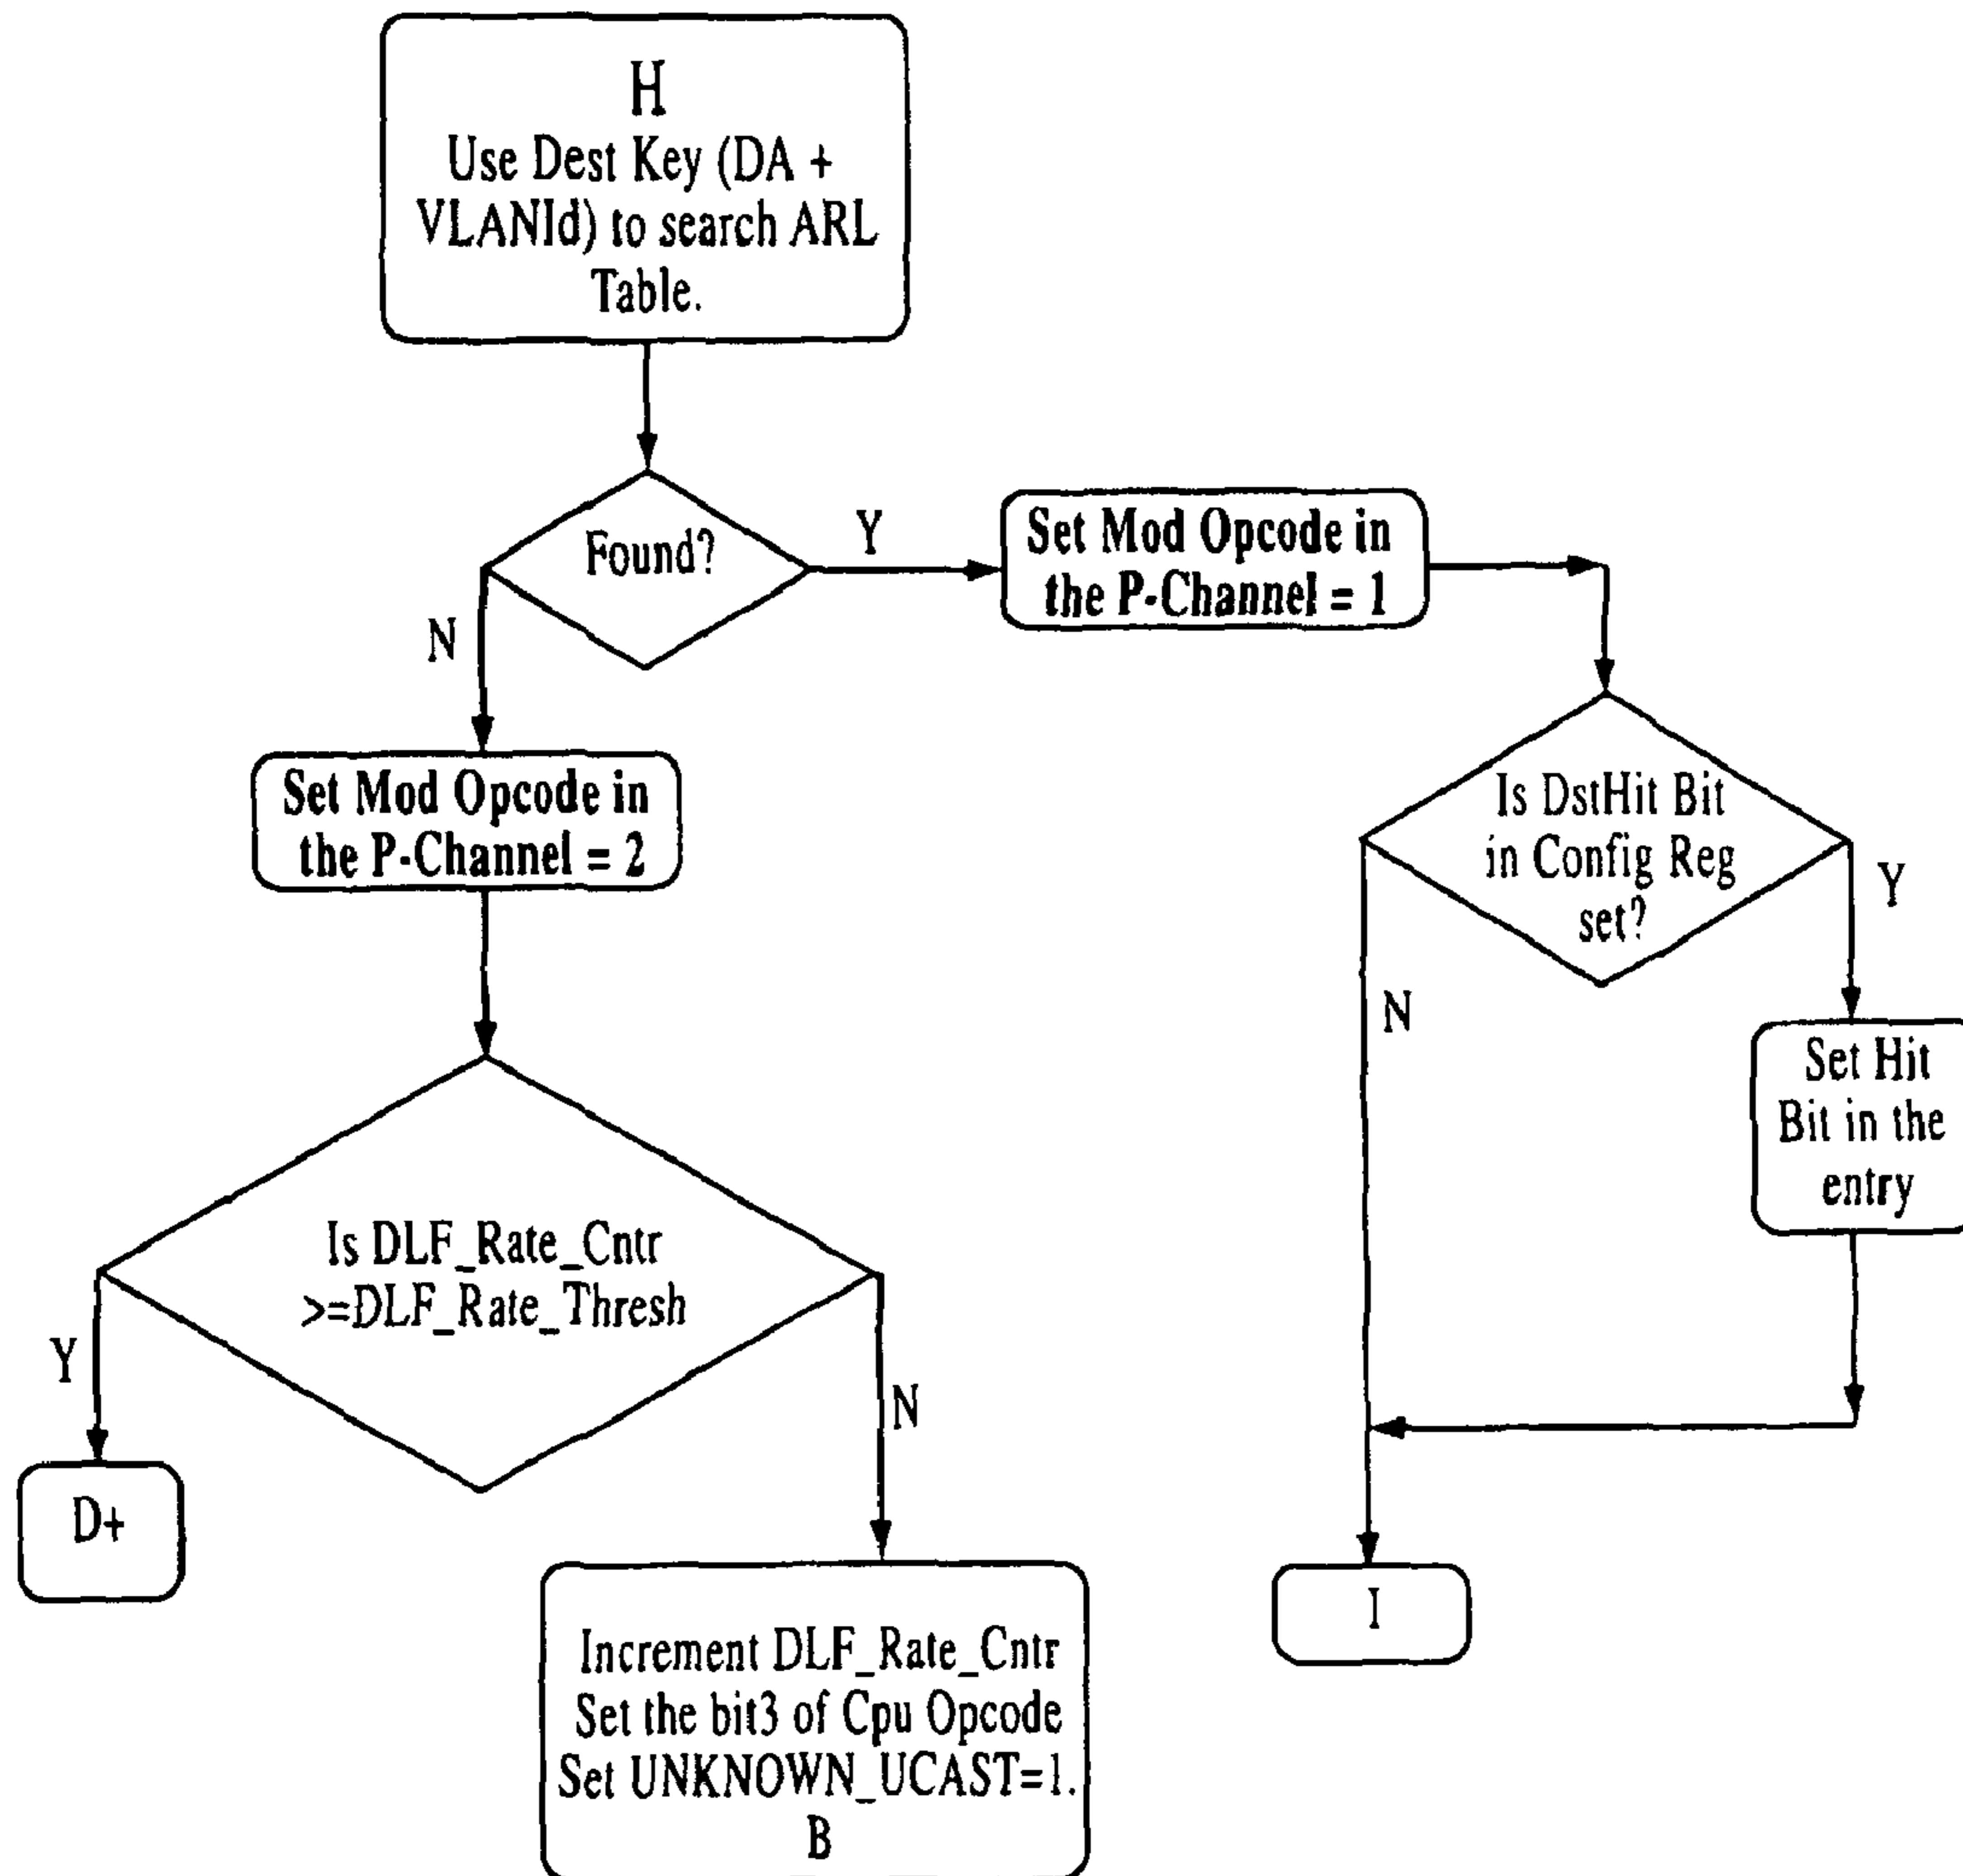 H
Use Dest Key (DA +
VLANId) to search ARL
Table.
Found?
Y
N
Set Mod Opcode in
the P-Channel = 1
Set Mod Opcode in
the P-Channel = 2
Is DstHit Bit
in Config Reg
set?
Y
N
Set Hit
Bit in the
entry
Is DLF_Rate_Cntr
>=DLF_Rate_Thresh
Y
N
D+
I
Increment DLF_Rate_Cntr
Set the bit3 of Cpu Opcode
Set UNKNOWN_UCAST=1.
B